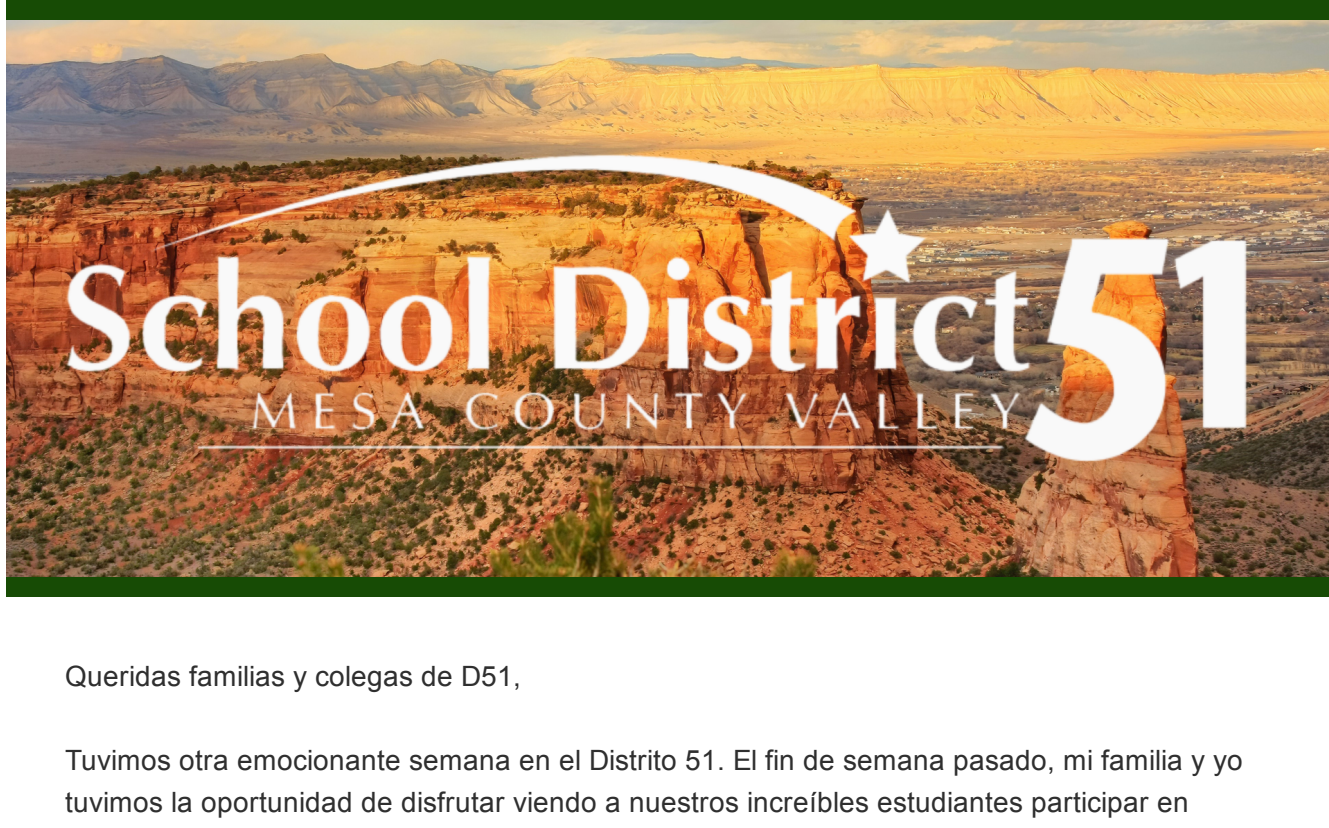 School District 51
MESA COUNTY VALLEY
Queridas familias y colegas de D51,
Tuvimos otra emocionante semana en el Distrito 51. El fin de semana pasado, mi familia y yo
tuvimos la oportunidad de disfrutar viendo a nuestros increíbles estudiantes participar en